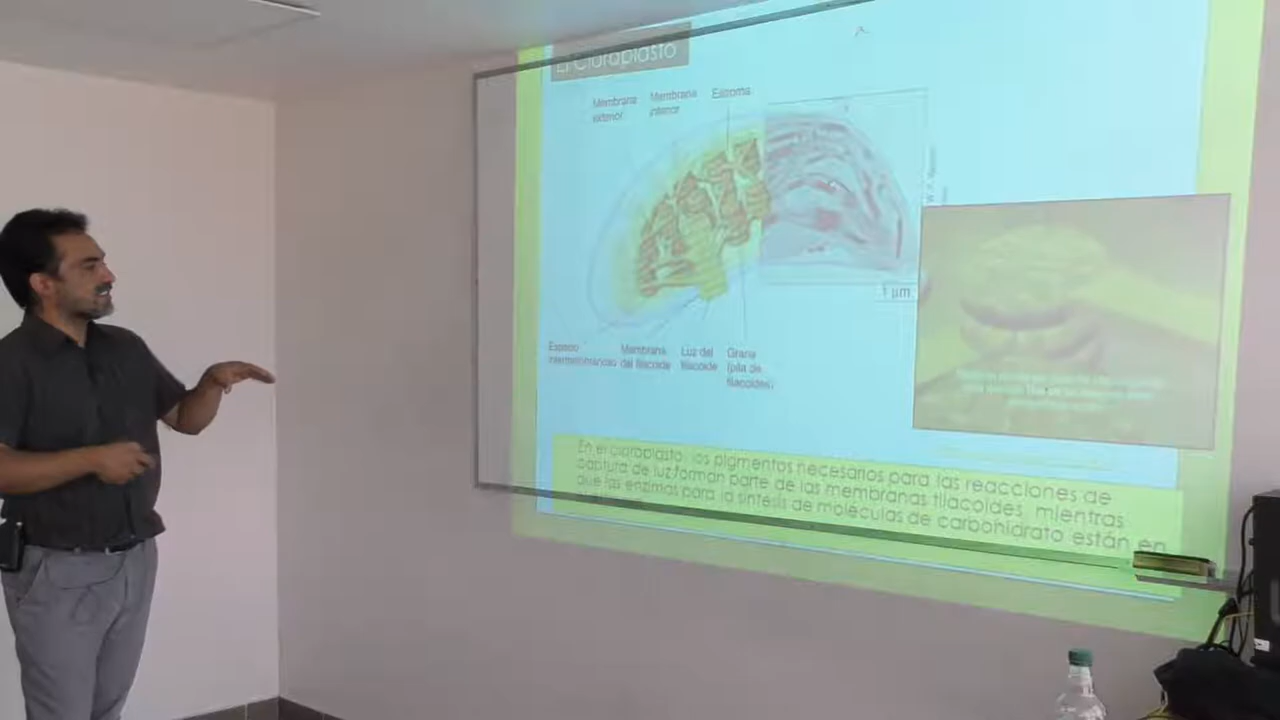 El Cloroplasto
Membrana
exterior
Membrana
interior
Estroma
1 µm
Espacio
intermembranoso
Membrana
del tilacoide
Luz del
tilacoide
Grana
(pila de
tilacoides)
En el cloroplasto, los pigmentos necesarios para las reacciones de
captura de luz forman parte de las membranas tilacoides, mientras
que las enzimas para la síntesis de moléculas de carbohidrato están en